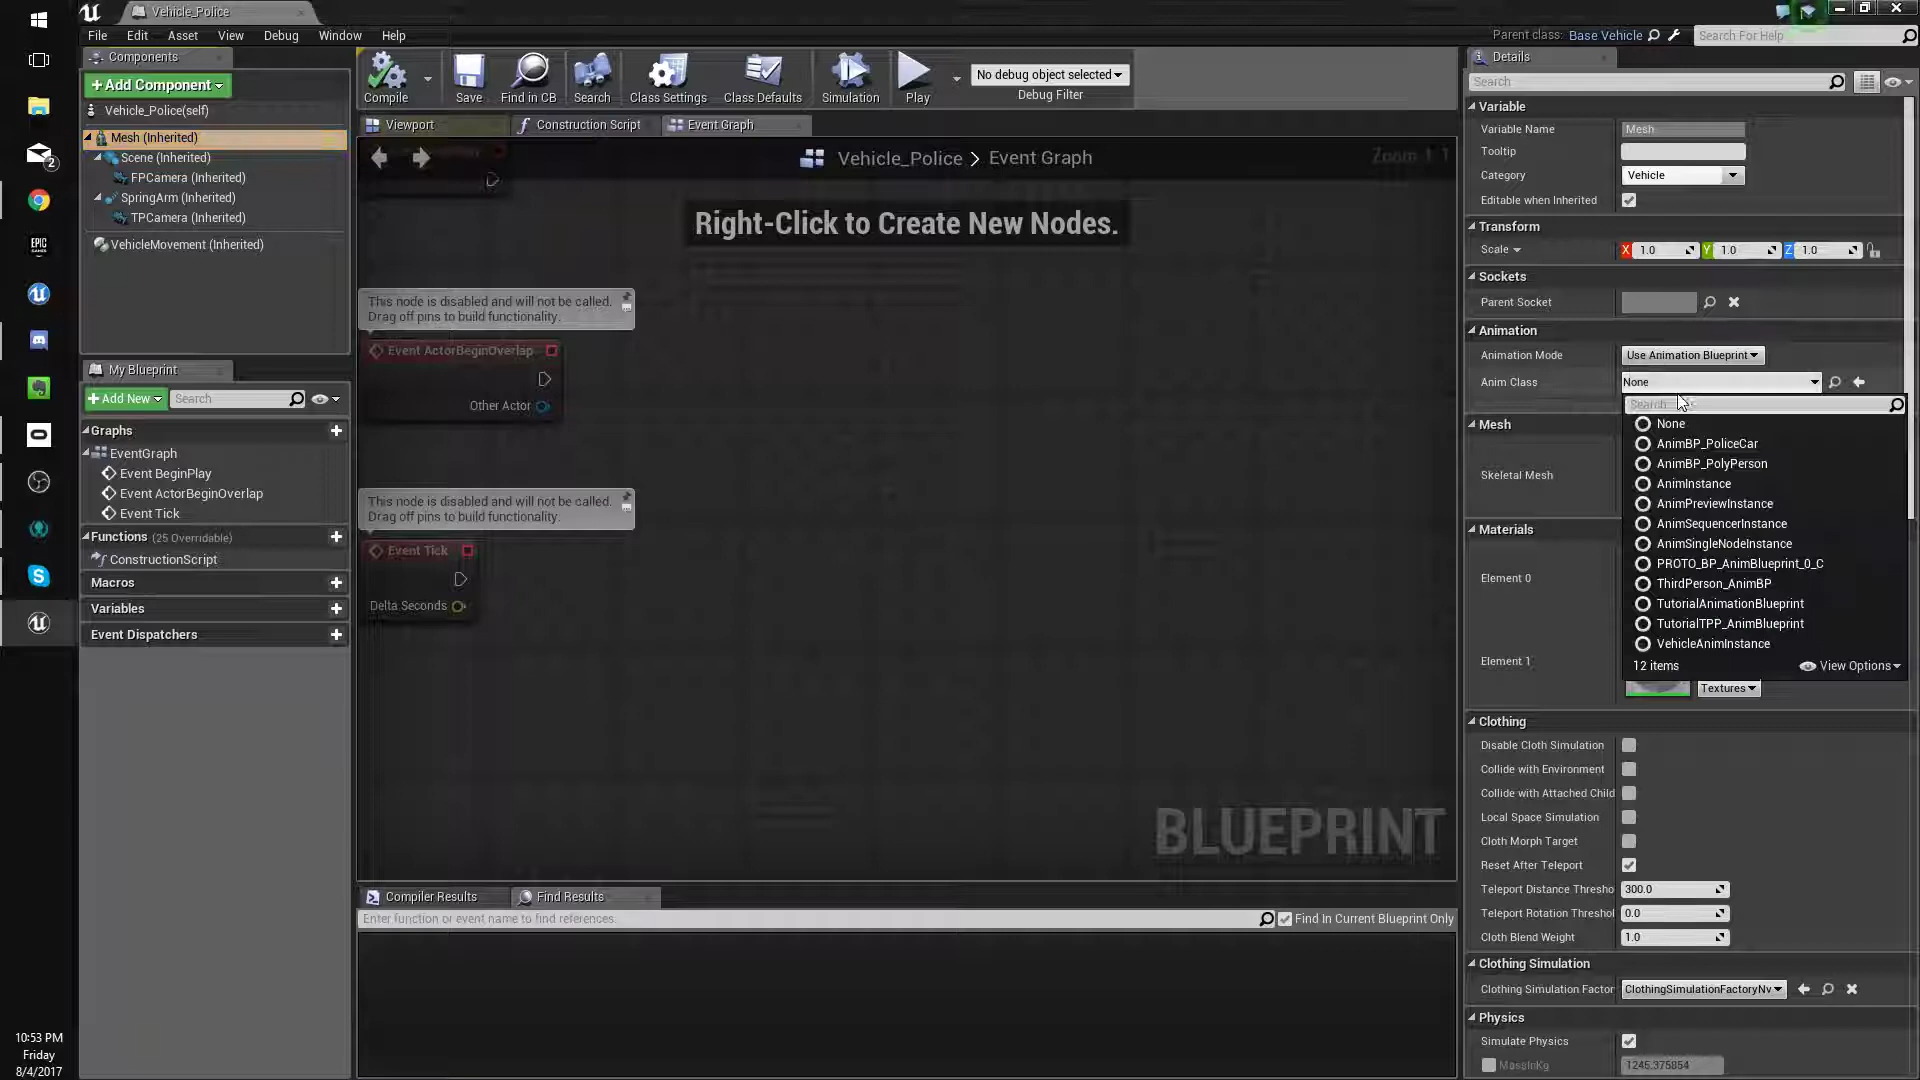 Vehicle_Police
File Edit Asset View Debug Window Help
Parent class: Base Vehicle
Search For Help
Components
+Add Component
Vehicle_Police(self)
Mesh (Inherited)
Scene (Inherited)
FPCamera (Inherited)
SpringArm (Inherited)
TPCamera (Inherited)
VehicleMovement (Inherited)
My Blueprint
+Add New
Search
Graphs
EventGraph
Event BeginPlay
Event ActorBeginOverlap
Event Tick
Functions (25 Overridable)
ConstructionScript
Macros
Variables
Event Dispatchers
Compile
Save
Find in CB
Search
Class Settings
Class Defaults
Simulation
Play
No debug object selected
Debug Filter
Viewport
Construction Script
Event Graph
Vehicle_Police > Event Graph
Zoom 1:1
Right-Click to Create New Nodes.
This node is disabled and will not be called.
Drag off pins to build functionality.
Event ActorBeginOverlap
Other Actor
This node is disabled and will not be called.
Drag off pins to build functionality.
Event Tick
Delta Seconds
BLUEPRINT
Compiler Results
Find Results
Enter function or event name to find references.
Find In Current Blueprint Only
Details
Search
Variable
Variable Name Mesh
Tooltip
Category Vehicle
Editable when Inherited
Transform
Scale X 1.0 Y 1.0 Z 1.0
Sockets
Parent Socket
Animation
Animation Mode Use Animation Blueprint
Anim Class None
Search
None
AnimBP_PoliceCar
AnimBP_PolyPerson
AnimInstance
AnimPreviewInstance
AnimSequencerInstance
AnimSingleNodeInstance
PROTO_BP_AnimBlueprint_0_C
ThirdPerson_AnimBP
TutorialAnimationBlueprint
TutorialTPP_AnimBlueprint
VehicleAnimInstance
12 items
View Options
Mesh
Skeletal Mesh
Materials
Element 0
Element 1
Textures
Clothing
Disable Cloth Simulation
Collide with Environment
Collide with Attached Child
Local Space Simulation
Cloth Morph Target
Reset After Teleport
Teleport Distance Thresho 300.0
Teleport Rotation Threshol 0.0
Cloth Blend Weight 1.0
Clothing Simulation
Clothing Simulation Factor ClothingSimulationFactoryNv
Physics
Simulate Physics
MassInKg 1245.375854
2
EPIC
GAMES
10:53 PM
Friday
8/4/2017